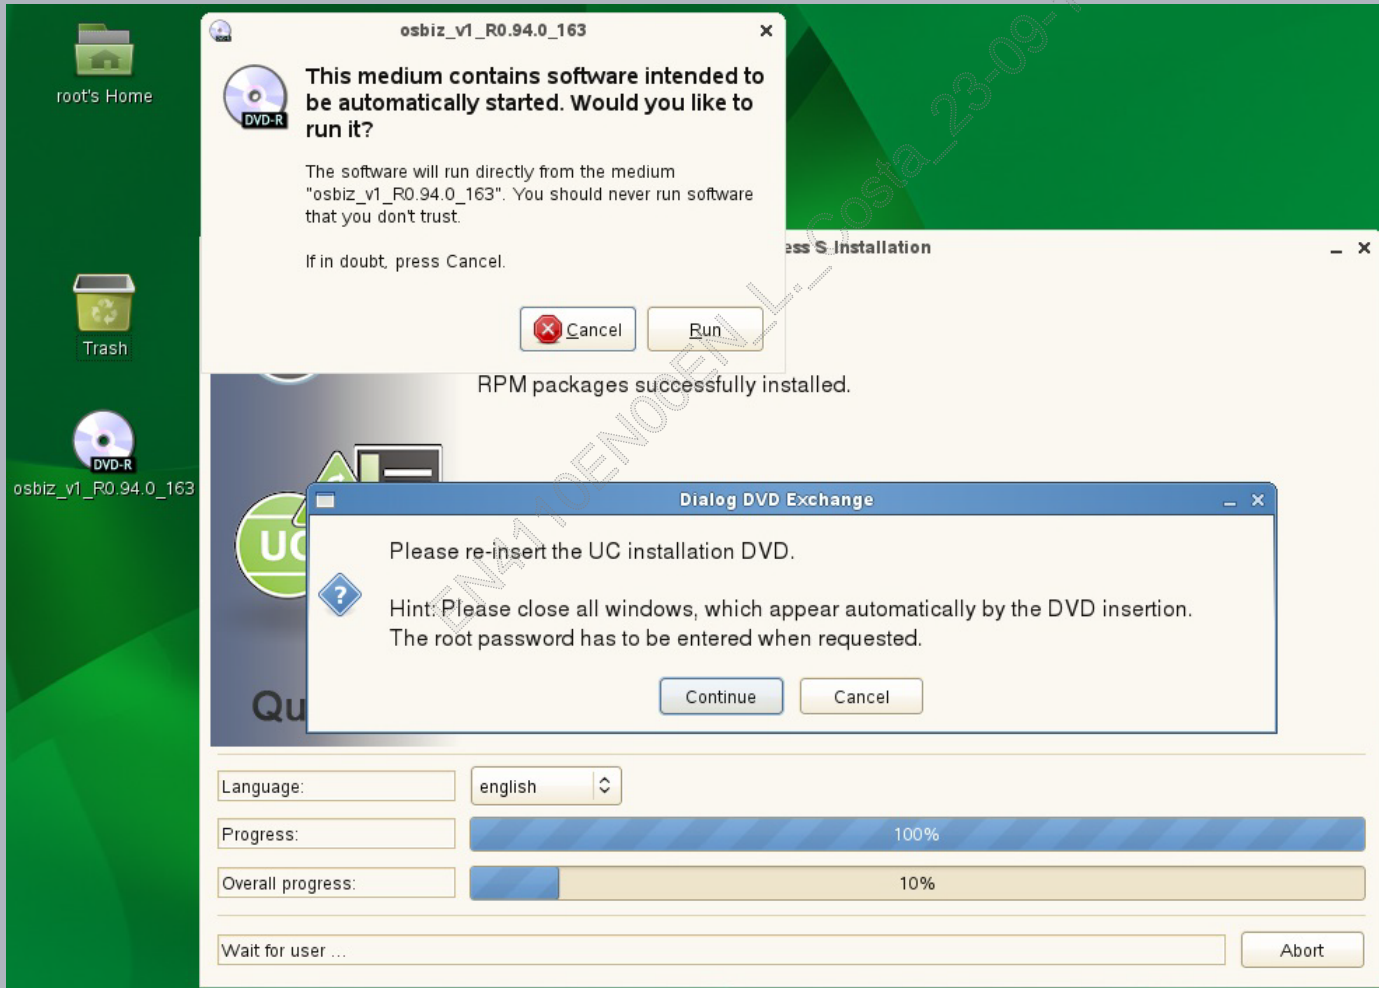 root's Home
Trash
DVD-R
osbiz_v1_R0.94.0_163
osbiz_v1_R0.94.0_163
DVD-R
This medium contains software intended to
be automatically started. Would you like to
run it?
The software will run directly from the medium
"osbiz_v1_R0.94.0_163". You should never run software
that you don't trust.
If in doubt, press Cancel.
Cancel
Run
ess S Installation
RPM packages successfully installed.
UC
Qu
Dialog DVD Exchange
Please re-insert the UC installation DVD.
?
Hint: Please close all windows, which appear automatically by the DVD insertion.
The root password has to be entered when requested.
Continue
Cancel
Language:
english
Progress:
100%
Overall progress:
10%
Wait for user ...
Abort
EN4110EN00EN_L._Costa_23-09-